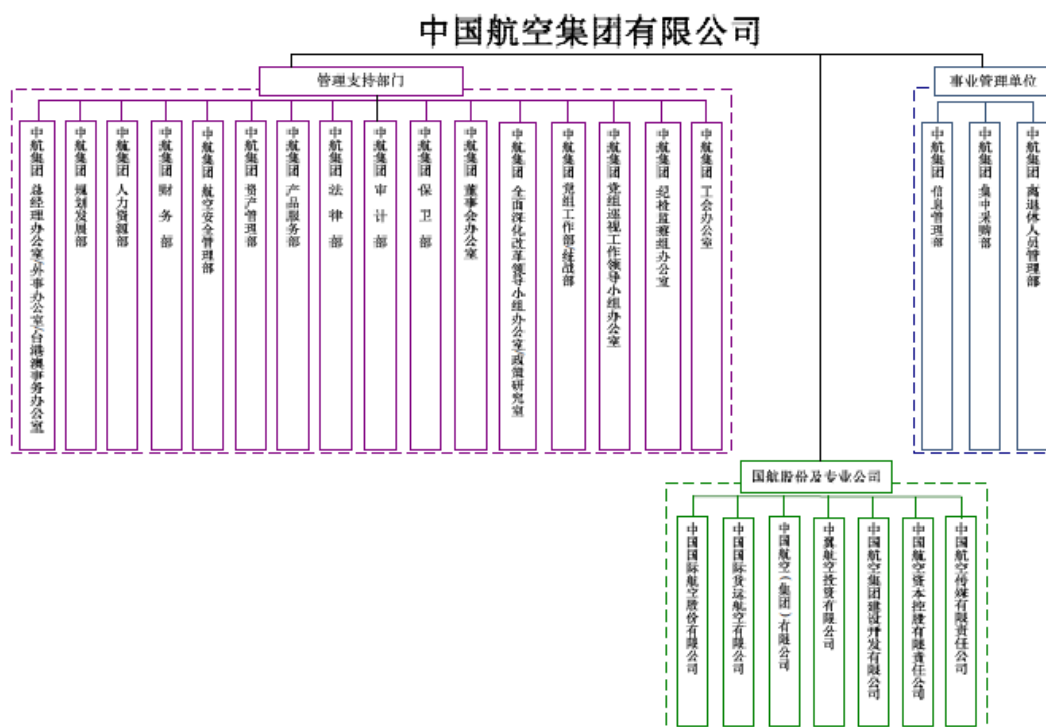 中国航空集团有限公司
管理支持部门
事业管理单位
中航集团 总经理办公室/外事办公室/台港澳事务办公室
中航集团 规划发展部
中航集团 人力资源部
中航集团 财务部
中航集团 航空安全管理部
中航集团 资产管理部
中航集团 产品服务部
中航集团 法律部
中航集团 审计部
中航集团 保卫部
中航集团 董事会办公室
中航集团 全面深化改革领导小组办公室/政策研究室
中航集团 党组工作部/统战部
中航集团 党组巡视工作领导小组办公室
中航集团 纪检监察组办公室
中航集团 工会办公室
中航集团 信息管理部
中航集团 集中采购部
中航集团 离退休人员管理部
国航股份及专业公司
中国国际航空股份有限公司
中国国际货运航空有限公司
中国航空(集团)有限公司
中翼航空投资有限公司
中国航空集团建设开发有限公司
中国航空资本控股有限责任公司
中国航空传媒有限责任公司